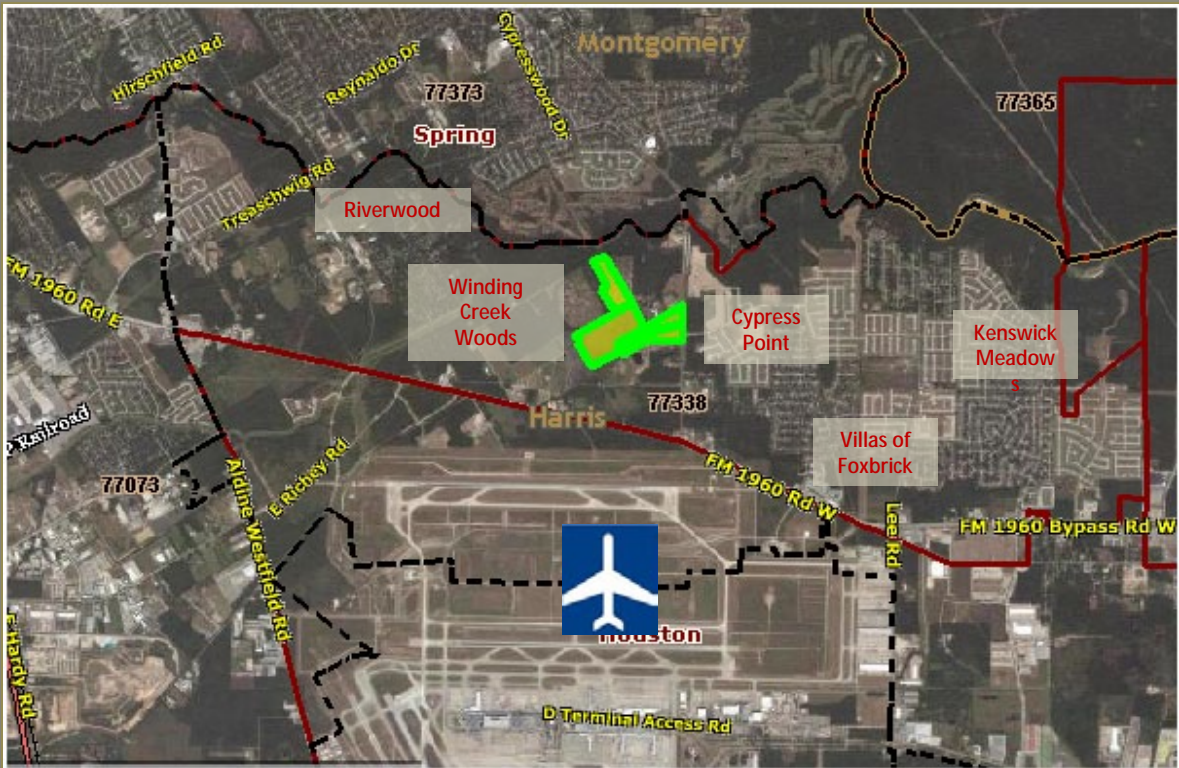 Hirschfield Rd
Reynaldo Dr
Cypresswood Dr
Montgomery
77373
Spring
77365
Treaschwig Rd
Riverwood
FM 1960 Rd E
Winding
Creek
Woods
Cypress
Point
Kenswick
Meadow
s
77338
Harris
Villas of
Foxbrick
Railroad
77073
E Richey Rd
Aldine Westfield Rd
FM 1960 Rd W
Lee Rd
FM 1960 Bypass Rd W
Houston
E Hardy Rd
D Terminal Access Rd